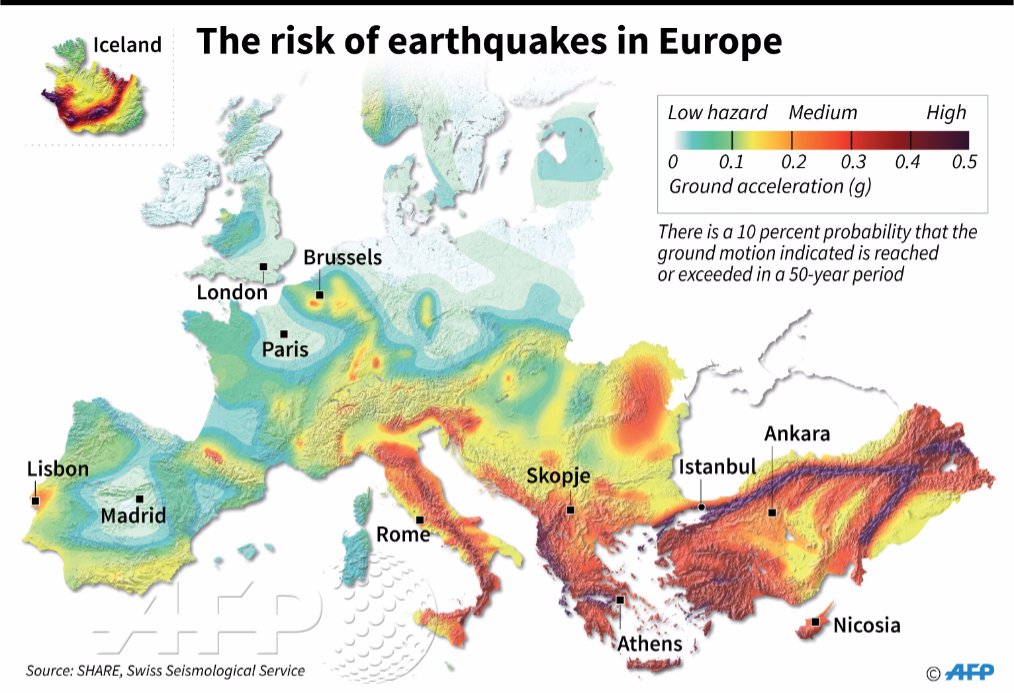 The risk of earthquakes in Europe
Iceland
Low hazard Medium High
0 0.1 0.2 0.3 0.4 0.5
Ground acceleration (g)
There is a 10 percent probability that the
ground motion indicated is reached
or exceeded in a 50-year period
Brussels
London
Paris
Ankara
Lisbon
Istanbul
Skopje
Madrid
Rome
Nicosia
Athens
AFP
Source: SHARE, Swiss Seismological Service
© AFP